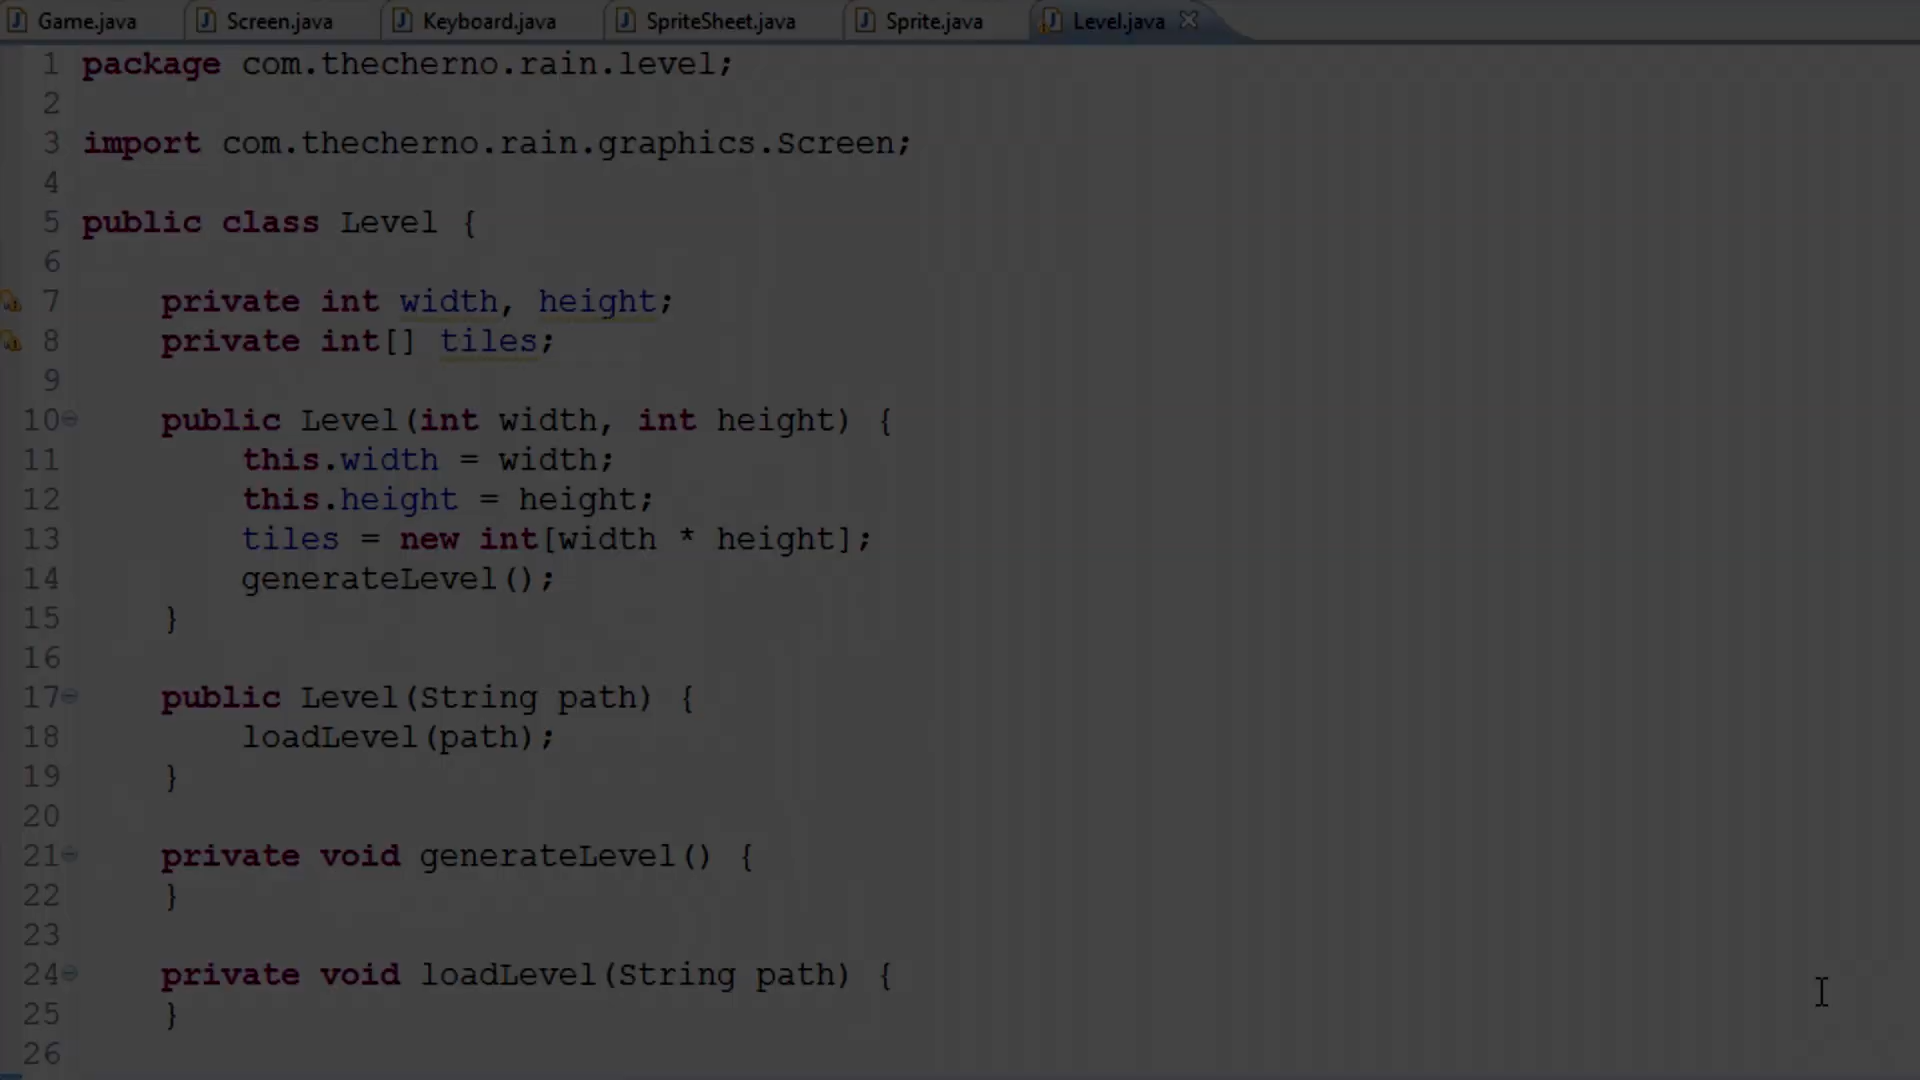 Game.java Screen.java Keyboard.java SpriteSheet.java Sprite.java Level.java
1 package com.thecherno.rain.level;
2
3 import com.thecherno.rain.graphics.Screen;
4
5 public class Level {
6
7 private int width, height;
8 private int[] tiles;
9
10 public Level(int width, int height) {
11 this.width = width;
12 this.height = height;
13 tiles = new int[width * height];
14 generateLevel();
15 }
16
17 public Level(String path) {
18 loadLevel(path);
19 }
20
21 private void generateLevel() {
22 }
23
24 private void loadLevel(String path) {
25 }
26